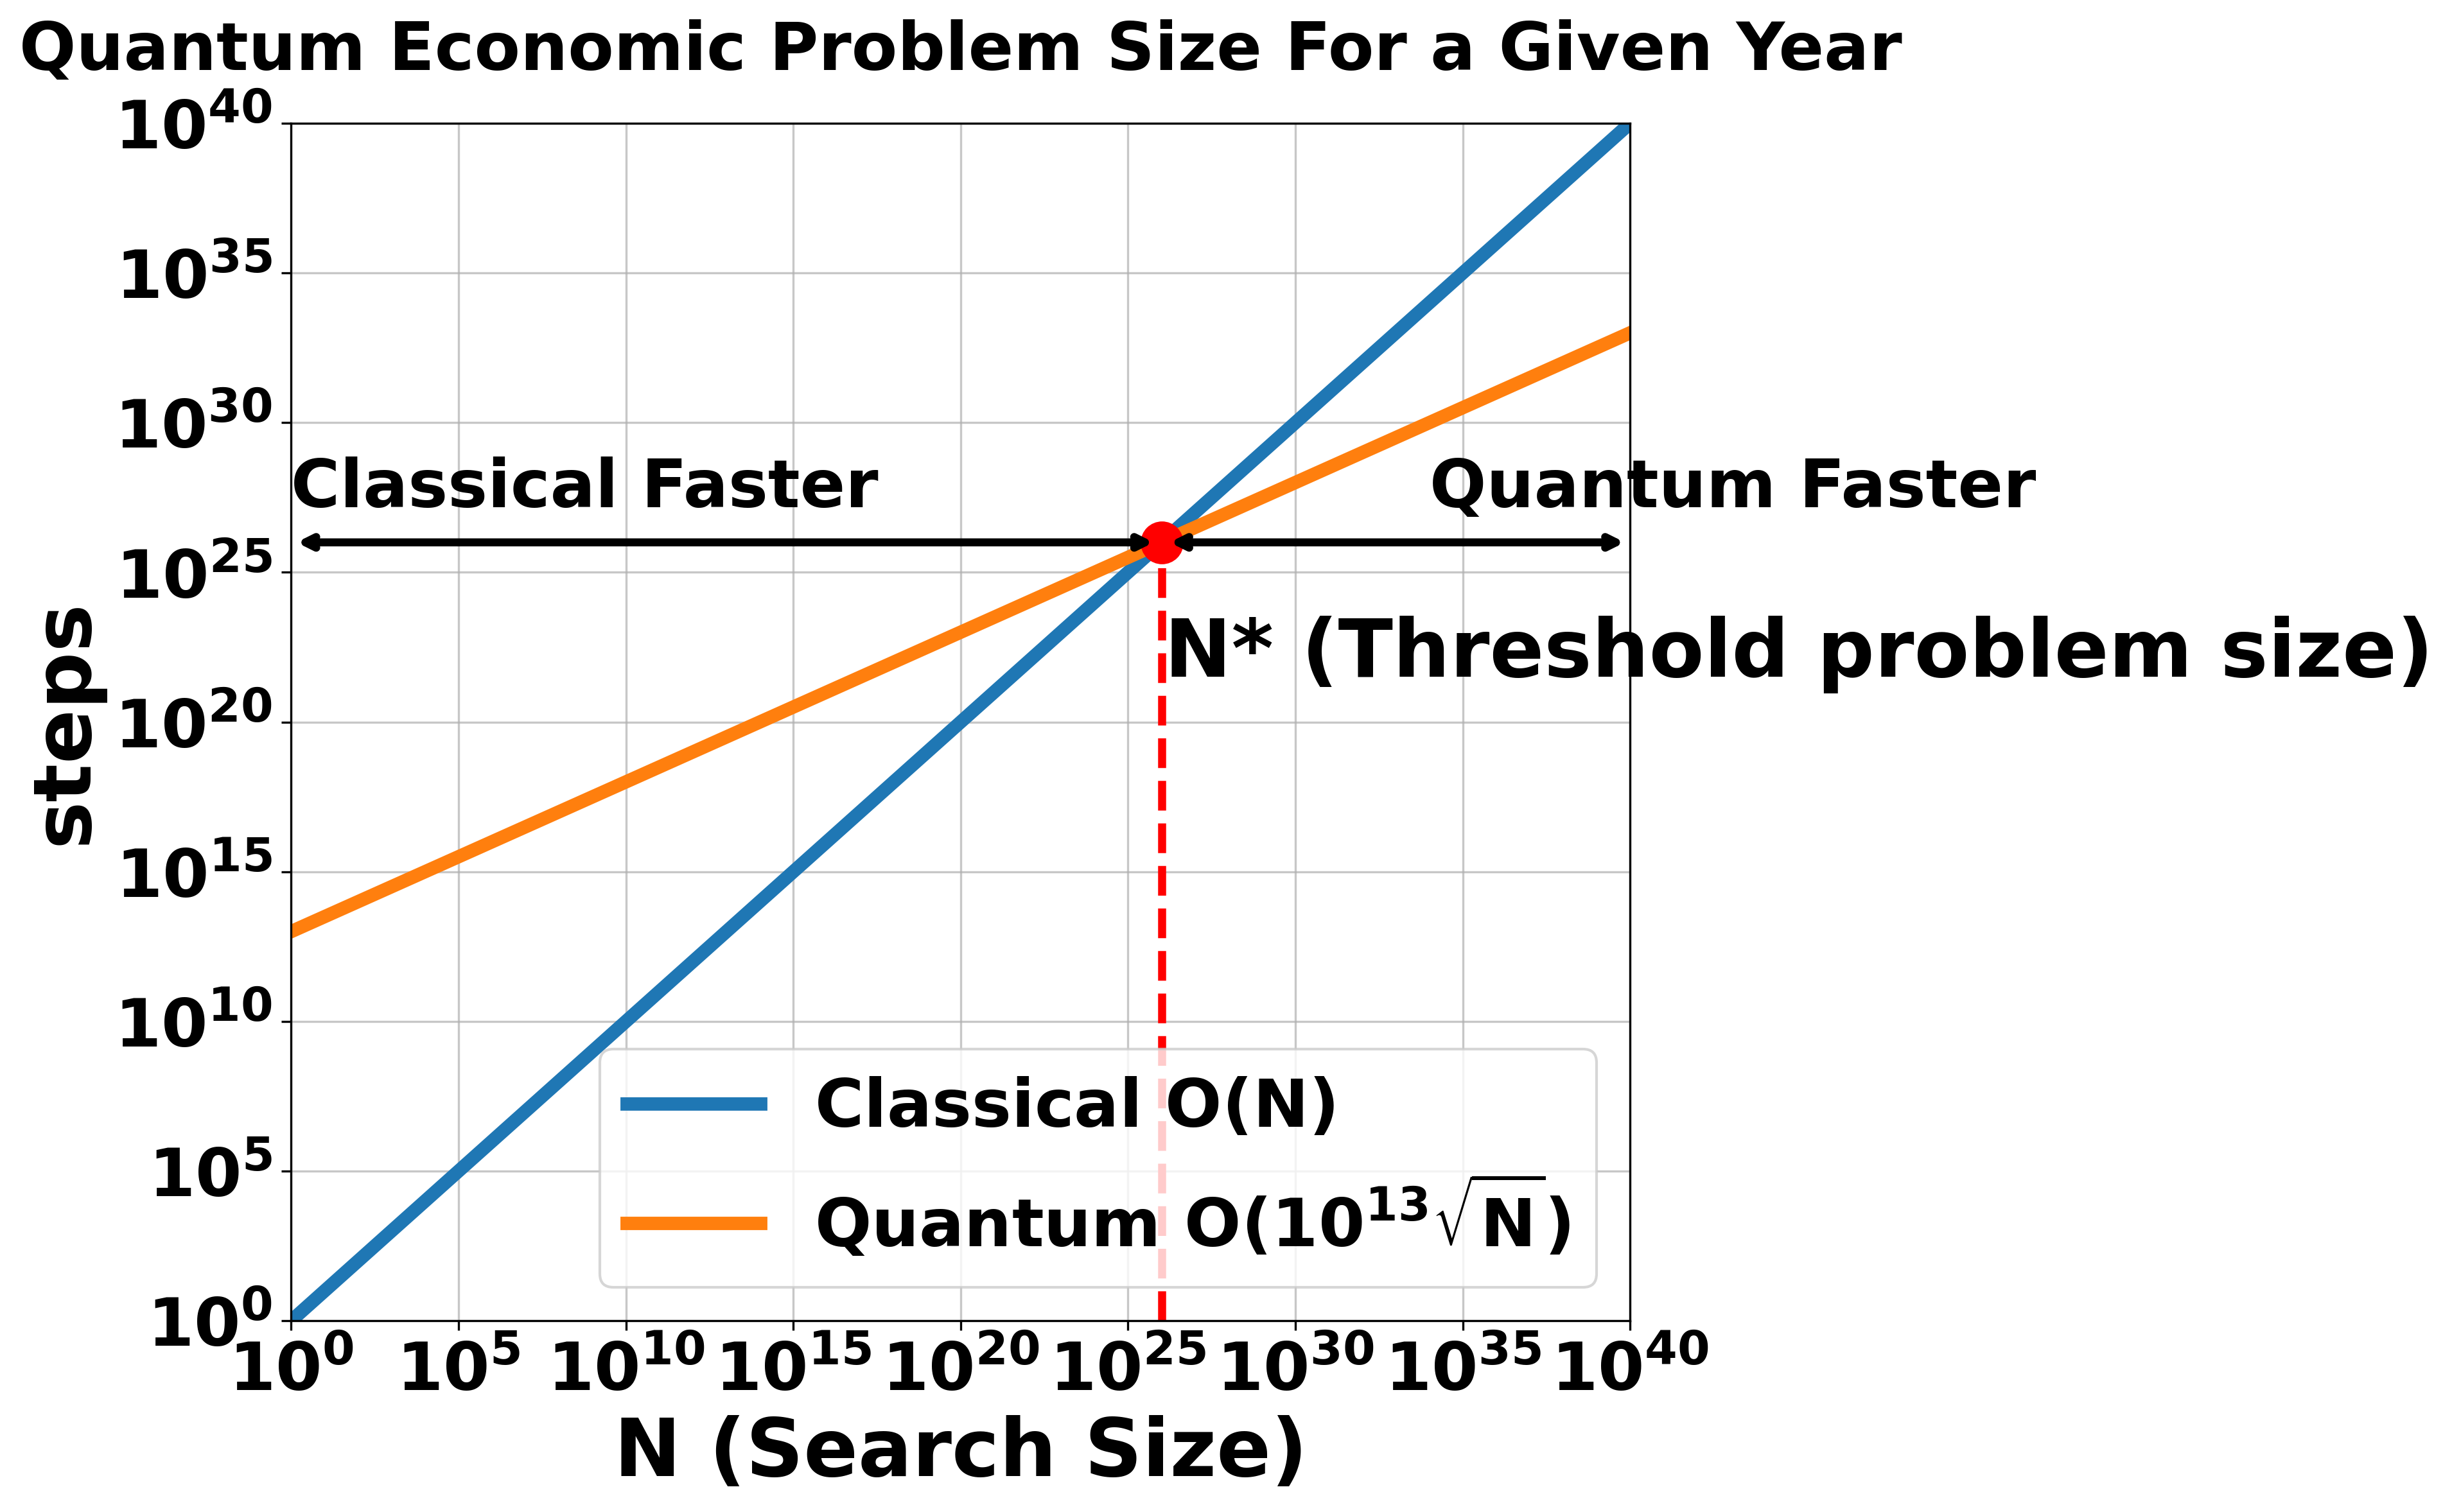 Quantum Economic Problem Size For a Given Year
10⁴⁰
10³⁵
10³⁰
10²⁵
10²⁰
10¹⁵
10¹⁰
10⁵
10⁰
steps
Classical Faster
Quantum Faster
N* (Threshold problem size)
Classical O(N)
Quantum O(10¹³√N)
10⁰ 10⁵ 10¹⁰ 10¹⁵ 10²⁰ 10²⁵ 10³⁰ 10³⁵ 10⁴⁰
N (Search Size)